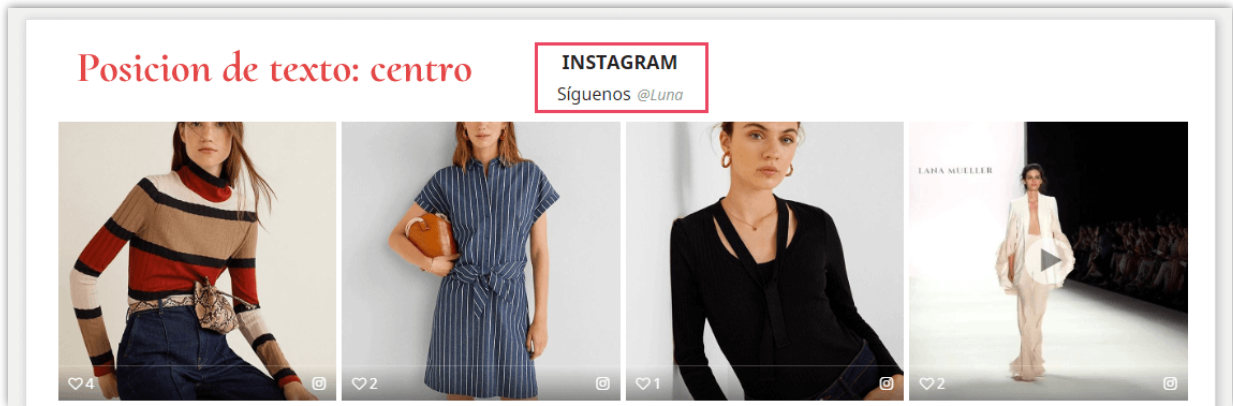 Posicion de texto: centro
INSTAGRAM
Síguenos @Luna
LANA MUELLER
4
2
1
2